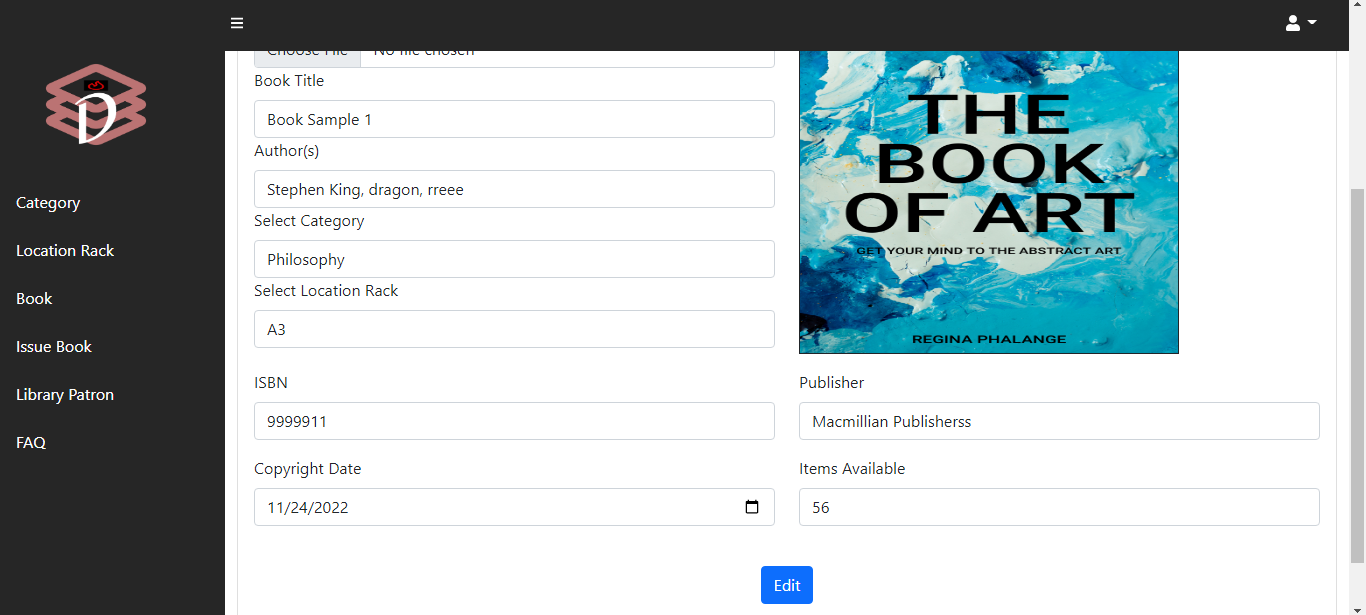 Choose File No file chosen
Book Title
Book Sample 1
Author(s)
Stephen King, dragon, rreee
Select Category
Philosophy
Select Location Rack
A3
THE
BOOK
OF ART
GET YOUR MIND TO THE ABSTRACT ART
REGINA PHALANGE
ISBN
9999911
Publisher
Macmillian Publisherss
Copyright Date
11/24/2022
Items Available
56
Edit
D
Category
Location Rack
Book
Issue Book
Library Patron
FAQ